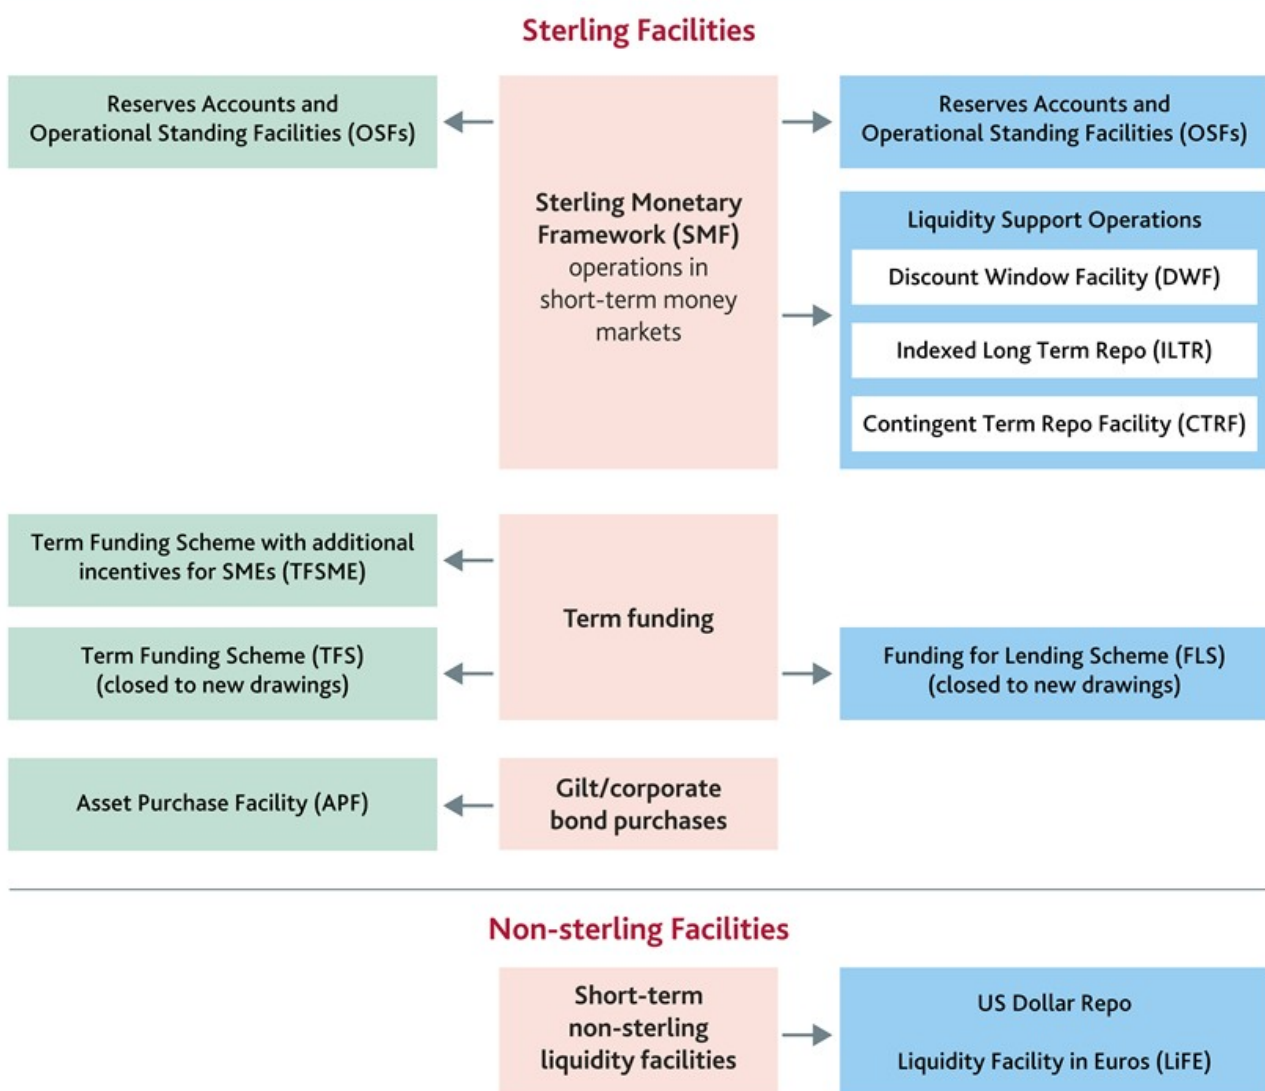 Sterling Facilities
Reserves Accounts and
Operational Standing Facilities (OSFs)
Sterling Monetary
Framework (SMF)
operations in
short-term money
markets
Reserves Accounts and
Operational Standing Facilities (OSFs)
Liquidity Support Operations
Discount Window Facility (DWF)
Indexed Long Term Repo (ILTR)
Contingent Term Repo Facility (CTRF)
Term Funding Scheme with additional
incentives for SMEs (TFSME)
Term Funding Scheme (TFS)
(closed to new drawings)
Term funding
Funding for Lending Scheme (FLS)
(closed to new drawings)
Asset Purchase Facility (APF)
Gilt/corporate
bond purchases
Non-sterling Facilities
Short-term
non-sterling
liquidity facilities
US Dollar Repo
Liquidity Facility in Euros (LiFE)